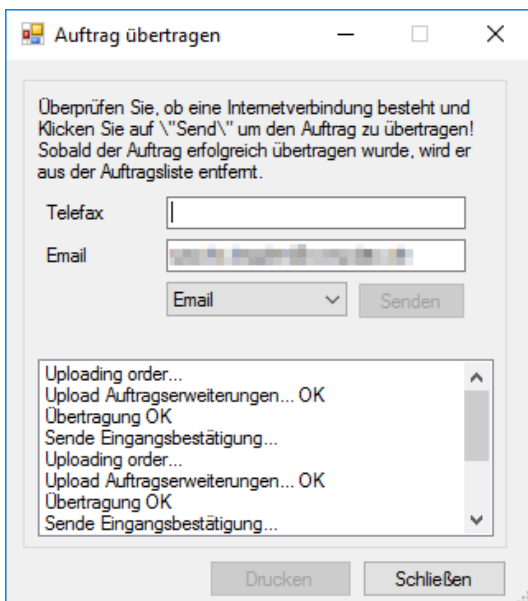 Auftrag übertragen
Überprüfen Sie, ob eine Internetverbindung besteht und
Klicken Sie auf \"Send\" um den Auftrag zu übertragen!
Sobald der Auftrag erfolgreich übertragen wurde, wird er
aus der Auftragsliste entfernt.
Telefax
Email
Email
Senden
Uploading order...
Upload Auftragserweiterungen... OK
Übertragung OK
Sende Eingangsbestätigung...
Uploading order...
Upload Auftragserweiterungen... OK
Übertragung OK
Sende Eingangsbestätigung...
Drucken
Schließen